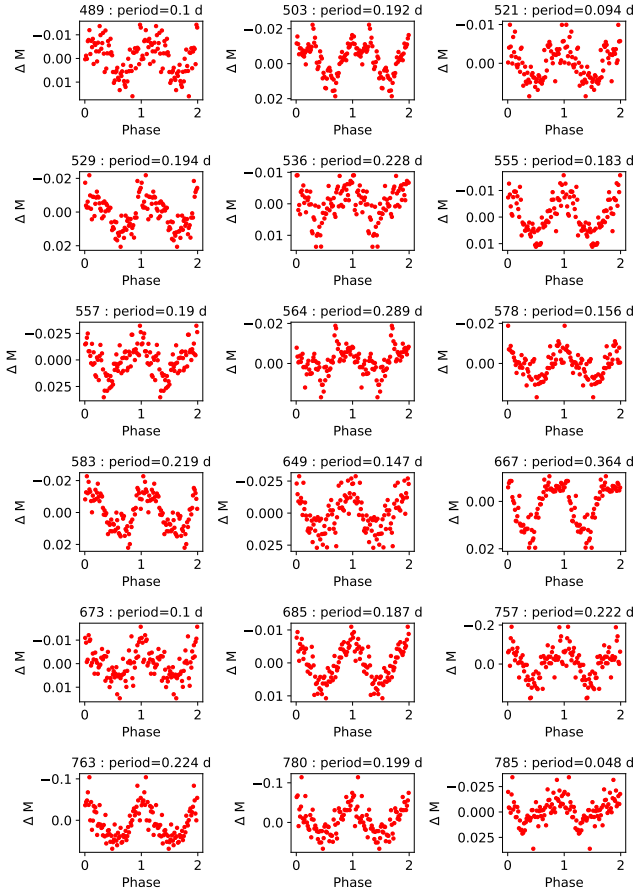 489 : period=0.1 d 503 : period=0.192 d 521 : period=0.094 d
−0.01 −0.02 −0.01
Δ M 0.00 Δ M 0.00 Δ M 0.00
0.01 0.02
0 1 2 0 1 2 0 1 2
Phase Phase Phase
529 : period=0.194 d 536 : period=0.228 d 555 : period=0.183 d
−0.02 −0.01 −0.01
Δ M 0.00 Δ M 0.00 Δ M 0.00
0.02 0.01 0.01
0 1 2 0 1 2 0 1 2
Phase Phase Phase
557 : period=0.19 d 564 : period=0.289 d 578 : period=0.156 d
−0.025 −0.02 −0.02
Δ M 0.000 Δ M 0.00 Δ M 0.00
0.025
0 1 2 0 1 2 0 1 2
Phase Phase Phase
583 : period=0.219 d 649 : period=0.147 d 667 : period=0.364 d
−0.02 −0.025
Δ M 0.00 Δ M 0.000 Δ M 0.00
0.02 0.025 0.02
0 1 2 0 1 2 0 1 2
Phase Phase Phase
673 : period=0.1 d 685 : period=0.187 d 757 : period=0.222 d
−0.01 −0.01 −0.2
Δ M 0.00 Δ M 0.00 Δ M 0.0
0.01 0.01
0 1 2 0 1 2 0 1 2
Phase Phase Phase
763 : period=0.224 d 780 : period=0.199 d 785 : period=0.048 d
−0.1 −0.1 −0.025
Δ M 0.0 Δ M 0.0 Δ M 0.000
0.025
0 1 2 0 1 2 0 1 2
Phase Phase Phase